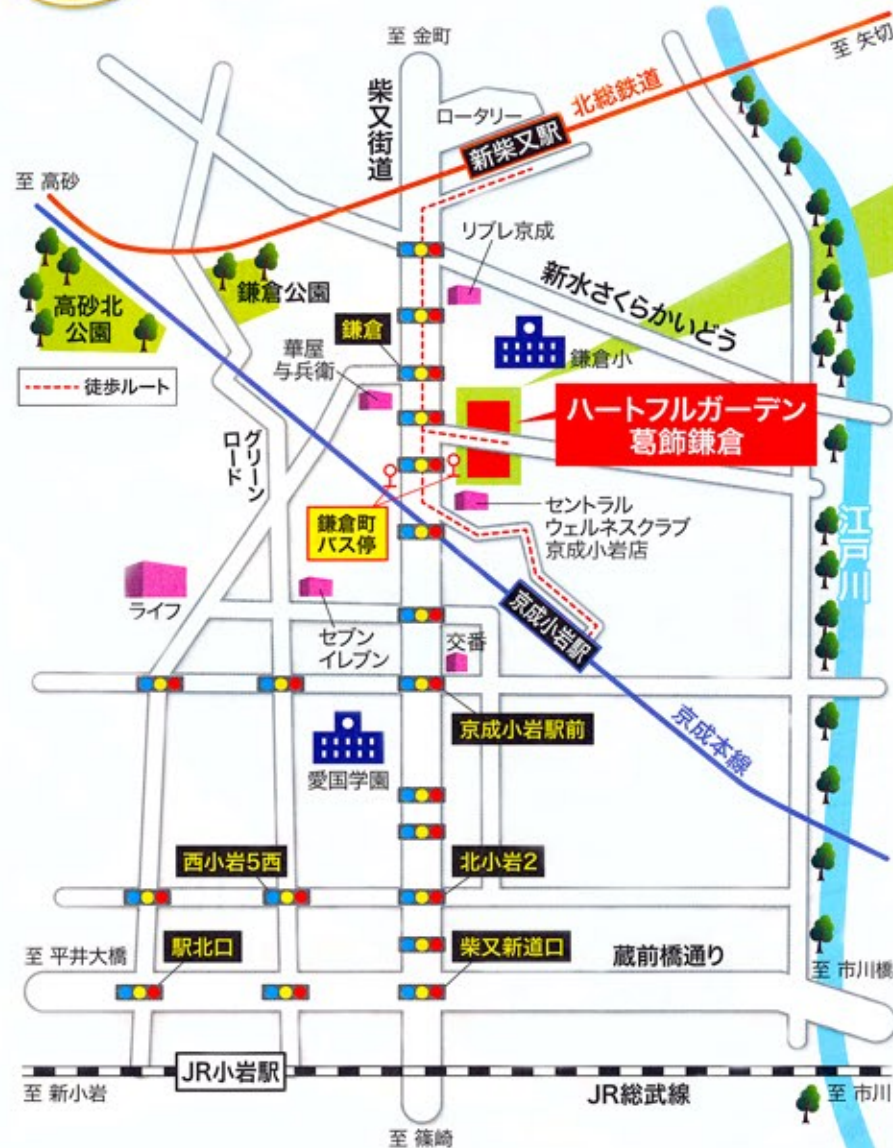 至 金町
至 矢切
柴又街道
ロータリー
北総鉄道
新柴又駅
至 高砂
リブレ京成
新水さくらかいどう
高砂北
公園
鎌倉公園
鎌倉
華屋
与兵衛
鎌倉小
徒歩ルート
ハートフルガーデン
葛飾鎌倉
グリーン
ロード
鎌倉町
バス停
セントラル
ウェルネスクラブ
京成小岩店
江戸川
ライフ
セブン
イレブン
交番
京成小岩駅
京成小岩駅前
京成本線
愛国学園
西小岩5西
北小岩2
至 平井大橋
駅北口
柴又新道口
蔵前橋通り
至 市川橋
JR小岩駅
至 新小岩
JR総武線
至 市川
至 篠崎